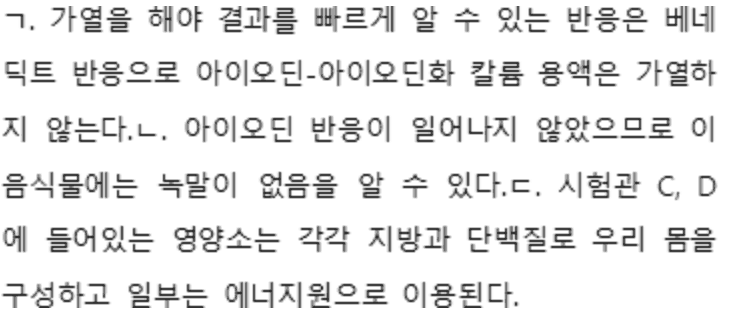 ㄱ. 가열을 해야 결과를 빠르게 알 수 있는 반응은 베네
딕트 반응으로 아이오딘-아이오딘화 칼륨 용액은 가열하
지 않는다.ㄴ. 아이오딘 반응이 일어나지 않았으므로 이
음식물에는 녹말이 없음을 알 수 있다.ㄷ. 시험관 C, D
에 들어있는 영양소는 각각 지방과 단백질로 우리 몸을
구성하고 일부는 에너지원으로 이용된다.